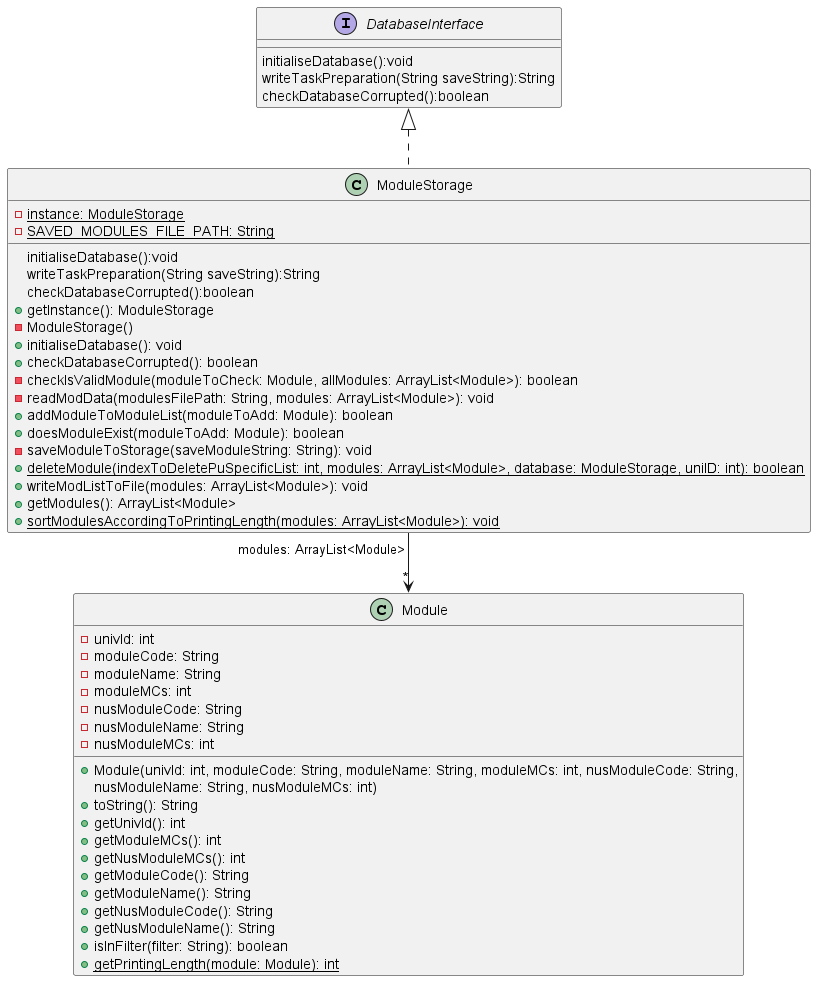 I DatabaseInterface
initialiseDatabase():void
writeTaskPreparation(String saveString):String
checkDatabaseCorrupted():boolean
C ModuleStorage
instance: ModuleStorage
SAVED_MODULES_FILE_PATH: String
initialiseDatabase():void
writeTaskPreparation(String saveString):String
checkDatabaseCorrupted():boolean
getInstance(): ModuleStorage
ModuleStorage()
initialiseDatabase(): void
checkDatabaseCorrupted(): boolean
checkIsValidModule(moduleToCheck: Module, allModules: ArrayList<Module>): boolean
readModData(modulesFilePath: String, modules: ArrayList<Module>): void
addModuleToModuleList(moduleToAdd: Module): boolean
doesModuleExist(moduleToAdd: Module): boolean
saveModuleToStorage(saveModuleString: String): void
deleteModule(indexToDeletePuSpecificList: int, modules: ArrayList<Module>, database: ModuleStorage, uniID: int): boolean
writeModListToFile(modules: ArrayList<Module>): void
getModules(): ArrayList<Module>
sortModulesAccordingToPrintingLength(modules: ArrayList<Module>): void
modules: ArrayList<Module>
*
C Module
univId: int
moduleCode: String
moduleName: String
moduleMCs: int
nusModuleCode: String
nusModuleName: String
nusModuleMCs: int
Module(univId: int, moduleCode: String, moduleName: String, moduleMCs: int, nusModuleCode: String,
nusModuleName: String, nusModuleMCs: int)
toString(): String
getUnivId(): int
getModuleMCs(): int
getNusModuleMCs(): int
getModuleCode(): String
getModuleName(): String
getNusModuleCode(): String
getNusModuleName(): String
isInFilter(filter: String): boolean
getPrintingLength(module: Module): int